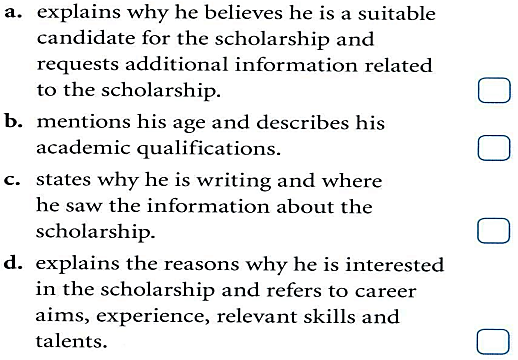 a. explains why he believes he is a suitable
candidate for the scholarship and
requests additional information related
to the scholarship.
b. mentions his age and describes his
academic qualifications.
c. states why he is writing and where
he saw the information about the
scholarship.
d. explains the reasons why he is interested
in the scholarship and refers to career
aims, experience, relevant skills and
talents.